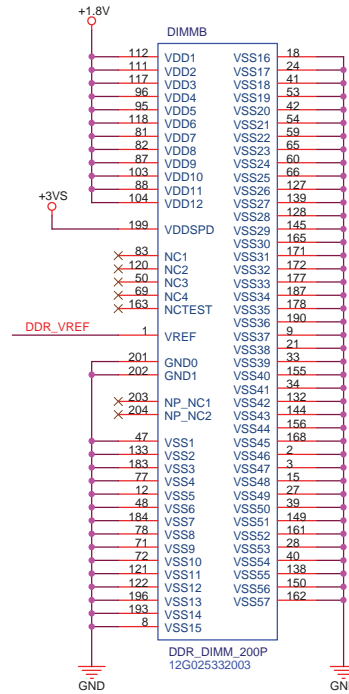 +1.8V
DIMMB
112 VDD1 VSS16 18
111 VDD2 VSS17 24
117 VDD3 VSS18 41
96 VDD4 VSS19 53
95 VDD5 VSS20 42
118 VDD6 VSS21 54
81 VDD7 VSS22 59
82 VDD8 VSS23 65
87 VDD9 VSS24 60
103 VDD10 VSS25 66
88 VDD11 VSS26 127
104 VDD12 VSS27 139
VSS28 128
+3VS
199 VDDSPD VSS29 145
VSS30 165
83 NC1 VSS31 171
120 NC2 VSS32 172
50 NC3 VSS33 177
69 NC4 VSS34 187
163 NCTEST VSS35 178
VSS36 190
DDR_VREF 1 VREF VSS37 9
VSS38 21
201 GND0 VSS39 33
202 GND1 VSS40 155
VSS41 34
203 NP_NC1 VSS42 132
204 NP_NC2 VSS43 144
VSS44 156
47 VSS1 VSS45 168
133 VSS2 VSS46 2
183 VSS3 VSS47 3
77 VSS4 VSS48 15
12 VSS5 VSS49 27
48 VSS6 VSS50 39
184 VSS7 VSS51 149
78 VSS8 VSS52 161
71 VSS9 VSS53 28
72 VSS10 VSS54 40
121 VSS11 VSS55 138
122 VSS12 VSS56 150
196 VSS13 VSS57 162
193 VSS14
8 VSS15
DDR_DIMM_200P
12G025332003
GND GND